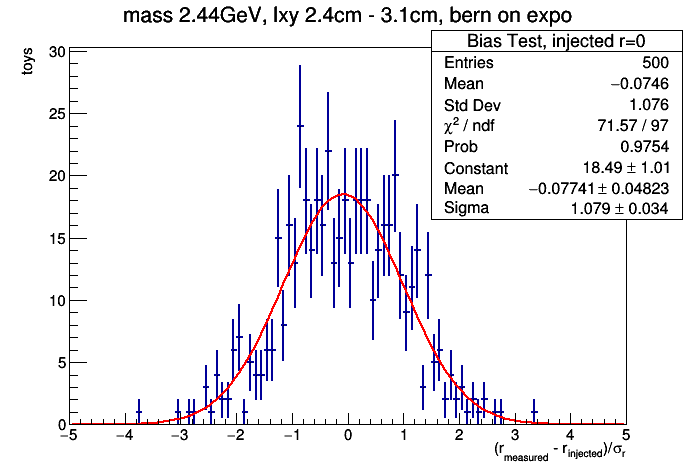 mass 2.44GeV, lxy 2.4cm - 3.1cm, bern on expo
Bias Test, injected r=0
Entries 500
Mean −0.0746
Std Dev 1.076
χ² / ndf 71.57 / 97
Prob 0.9754
Constant 18.49 ± 1.01
Mean −0.07741 ± 0.04823
Sigma 1.079 ± 0.034
toys
30
25
20
15
10
5
0
−5 −4 −3 −2 −1 0 1 2 3 4 5
(r_measured - r_injected)/σ_r